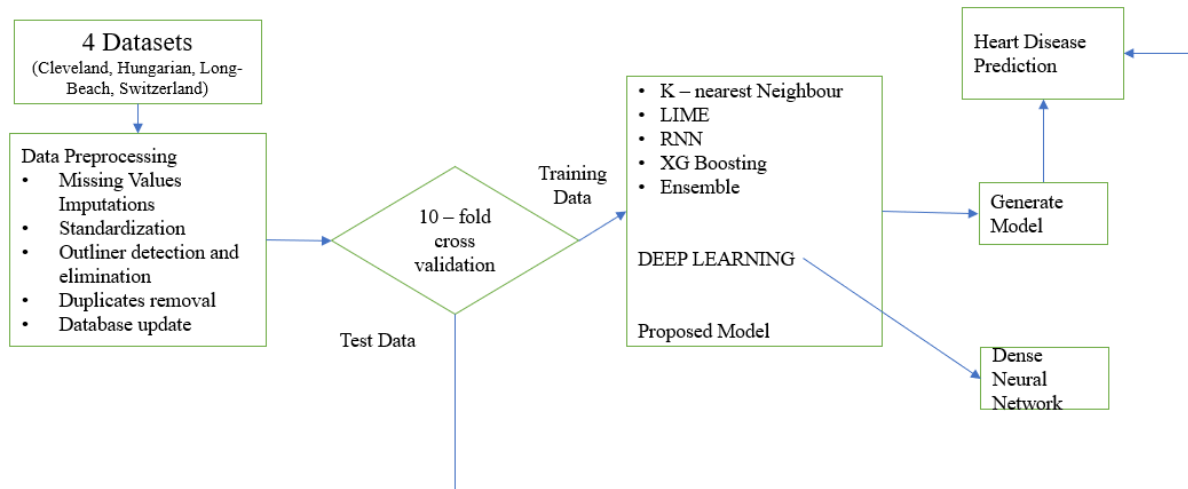 4 Datasets
(Cleveland, Hungarian, Long-
Beach, Switzerland)
Data Preprocessing
• Missing Values
Imputations
• Standardization
• Outliner detection and
elimination
• Duplicates removal
• Database update
10 – fold
cross
validation
Training
Data
Test Data
• K – nearest Neighbour
• LIME
• RNN
• XG Boosting
• Ensemble
DEEP LEARNING
Proposed Model
Generate
Model
Heart Disease
Prediction
Dense
Neural
Network